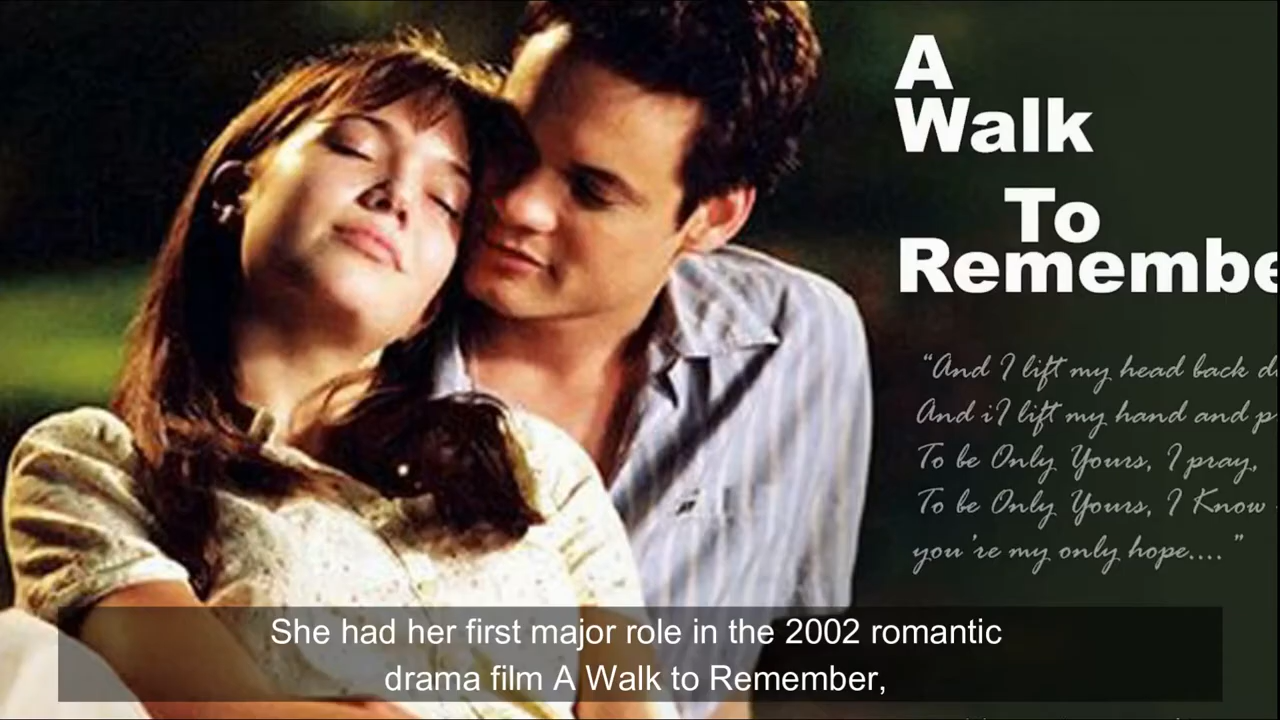 A
Walk
To
Remembe
“And I lift my head back d
And iI lift my hand and p
To be Only Yours, I pray,
To be Only Yours, I Know
you're my only hope.... ”
She had her first major role in the 2002 romantic
drama film A Walk to Remember,